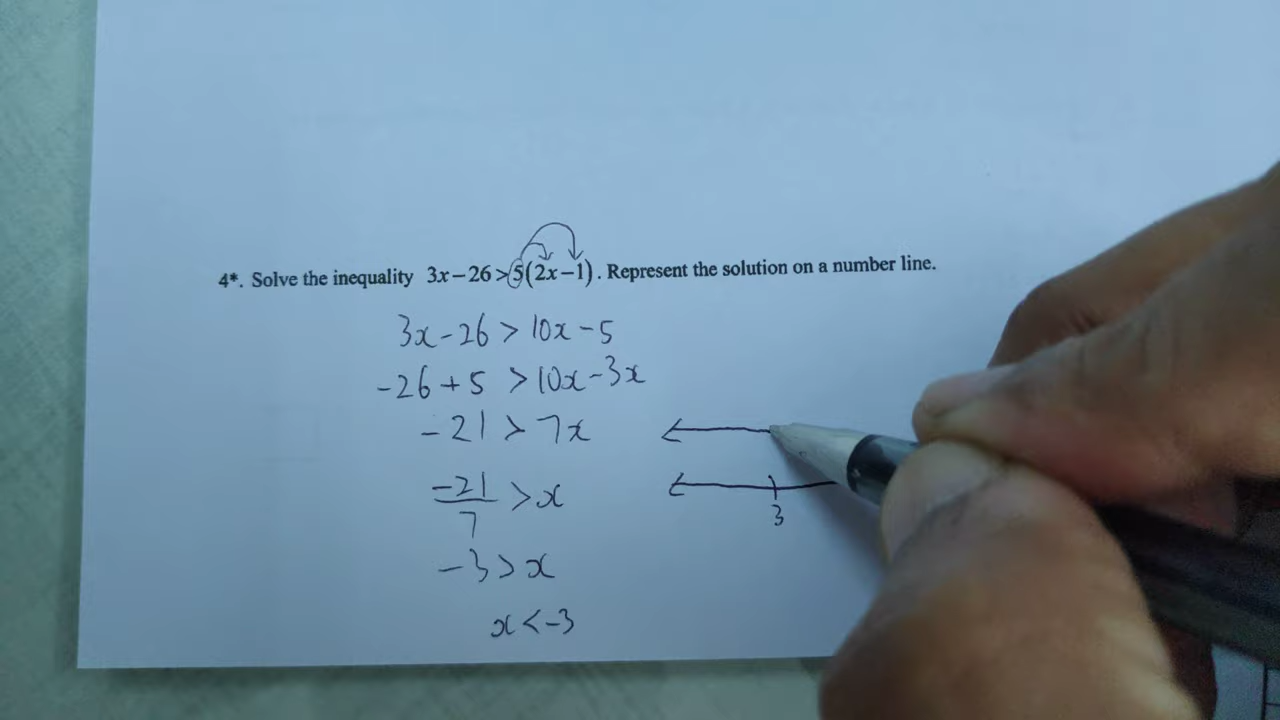 4*. Solve the inequality 3x−26>5(2x−1). Represent the solution on a number line.
3x-26 > 10x-5
-26+5 > 10x-3x
-21 > 7x
-21/7 > x
3
-3 > x
x < -3